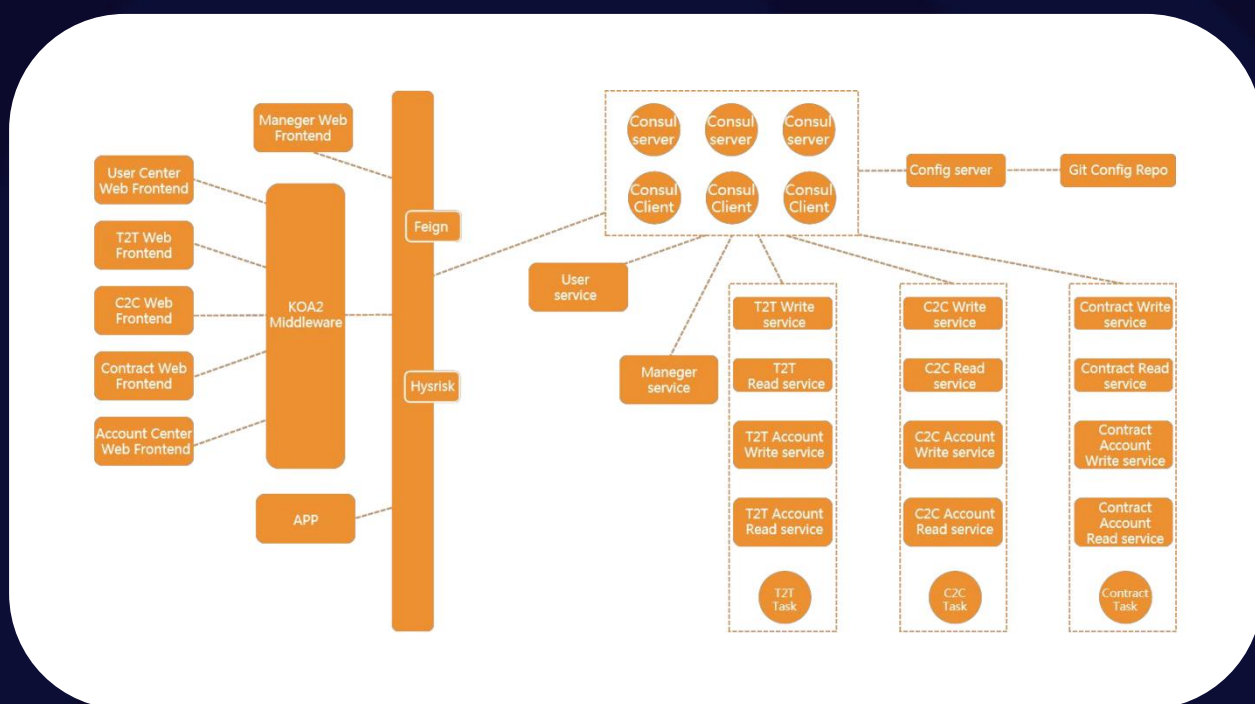 Maneger Web
Frontend
User Center
Web Frontend
T2T Web
Frontend
C2C Web
Frontend
Contract Web
Frontend
Account Center
Web Frontend
KOA2
Middleware
APP
Feign
Hysrisk
Consul
server
Consul
server
Consul
server
Consul
Client
Consul
Client
Consul
Client
Config server
Git Config Repo
User
service
Maneger
service
T2T Write
service
T2T
Read service
T2T Account
Write service
T2T Account
Read service
T2T
Task
C2C Write
service
C2C Read
service
C2C Account
Write service
C2C Account
Read service
C2C
Task
Contract Write
service
Contract Read
service
Contract
Account
Write service
Contract
Account
Read service
Contract
Task